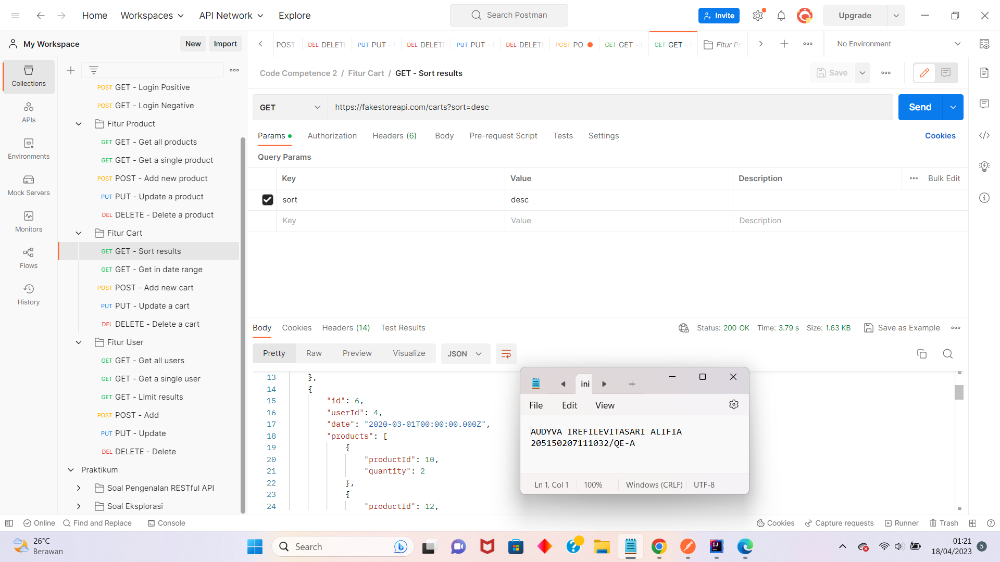 Home Workspaces API Network Explore Search Postman Invite Upgrade
My Workspace New Import
POST DEL DELETE PUT PUT - DEL DELETE PUT PUT - DEL DELETE POST PO GET GET - GET GET - Fitur Pr No Environment
Collections
APIs
Environments
Mock Servers
Monitors
Flows
History
POST GET - Login Positive
POST GET - Login Negative
Fitur Product
GET GET - Get all products
GET GET - Get a single product
POST POST - Add new product
PUT PUT - Update a product
DEL DELETE - Delete a product
Fitur Cart
GET GET - Sort results
GET GET - Get in date range
POST POST - Add new cart
PUT PUT - Update a cart
DEL DELETE - Delete a cart
Fitur User
GET GET - Get all users
GET GET - Get a single user
GET GET - Limit results
POST POST - Add
PUT PUT - Update
DEL DELETE - Delete
Praktikum
Soal Pengenalan RESTful API
Soal Eksplorasi
Code Competence 2 / Fitur Cart / GET - Sort results Save
GET https://fakestoreapi.com/carts?sort=desc Send
Params Authorization Headers (6) Body Pre-request Script Tests Settings Cookies
Query Params
Key Value Description Bulk Edit
sort desc
Key Value Description
Body Cookies Headers (14) Test Results Status: 200 OK Time: 3.79 s Size: 1.63 KB Save as Example
Pretty Raw Preview Visualize JSON
13 },
14 {
15 "id": 6,
16 "userId": 4,
17 "date": "2020-03-01T00:00:00.000Z",
18 "products": [
19 {
20 "productId": 10,
21 "quantity": 2
22 },
23 {
24 "productId": 12,
ini
File Edit View
AUDYVA IREFILEVITASARI ALIFIA
205150207111032/QE-A
Ln 1, Col 1 100% Windows (CRLF) UTF-8
Online Find and Replace Console Cookies Capture requests Runner Trash
26°C
Berawan
Search
01:21
18/04/2023 5